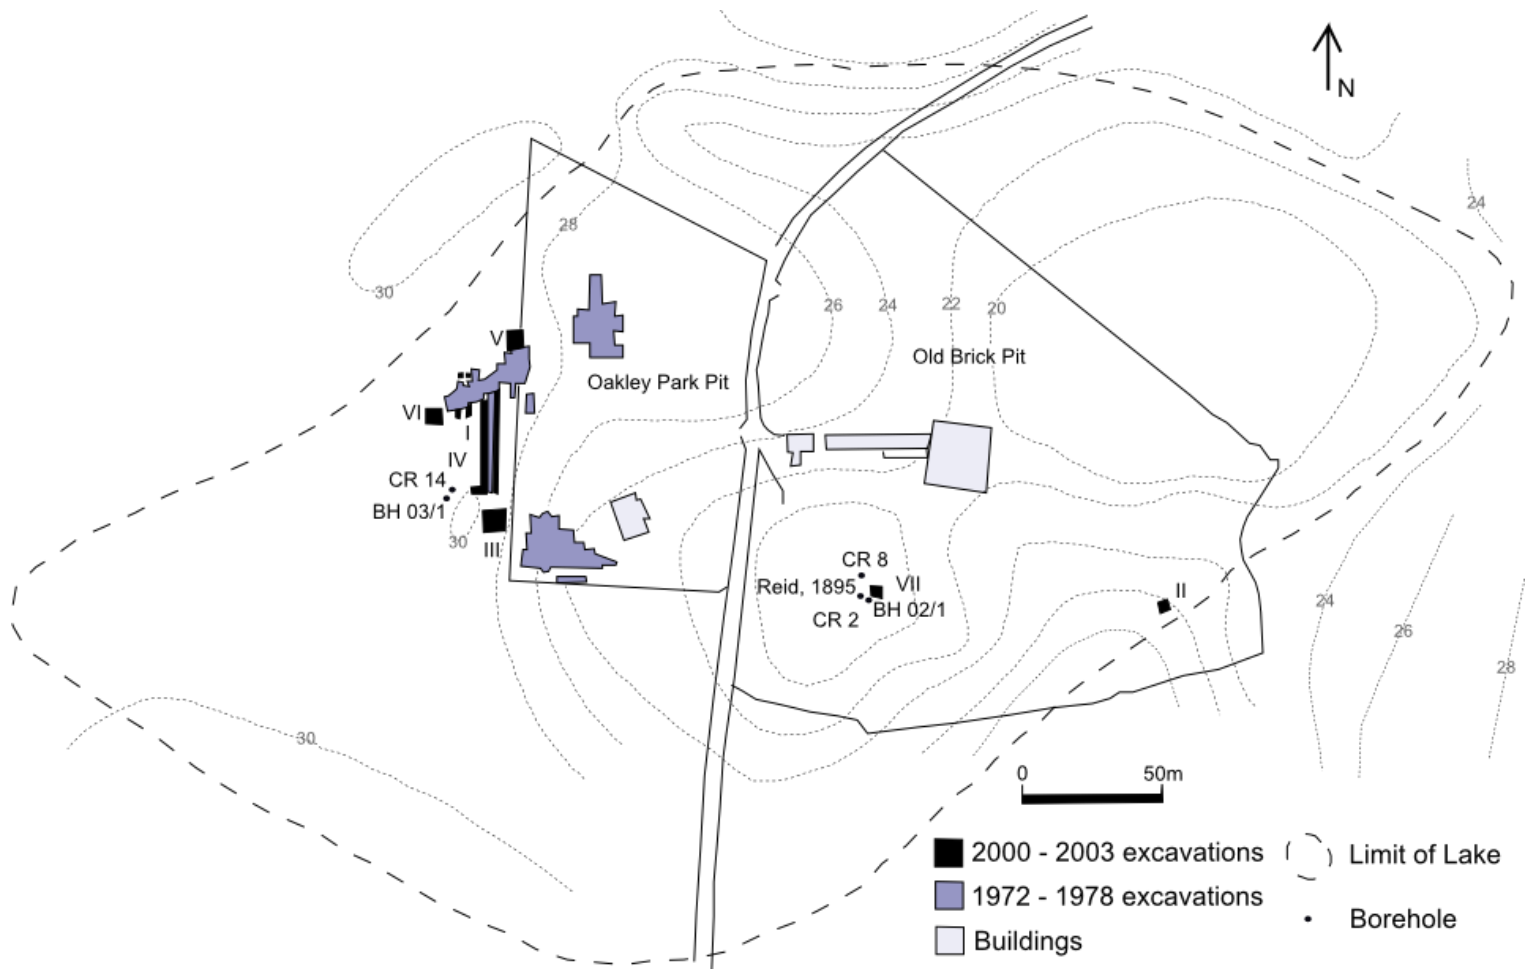 N
24
28
30
26
24
22
20
V
Old Brick Pit
Oakley Park Pit
VI
I
IV
CR 14
BH 03/1
30
III
CR 8
Reid, 1895
VII
BH 02/1
CR 2
II
24
26
28
30
0 50m
2000 - 2003 excavations
Limit of Lake
1972 - 1978 excavations
Borehole
Buildings